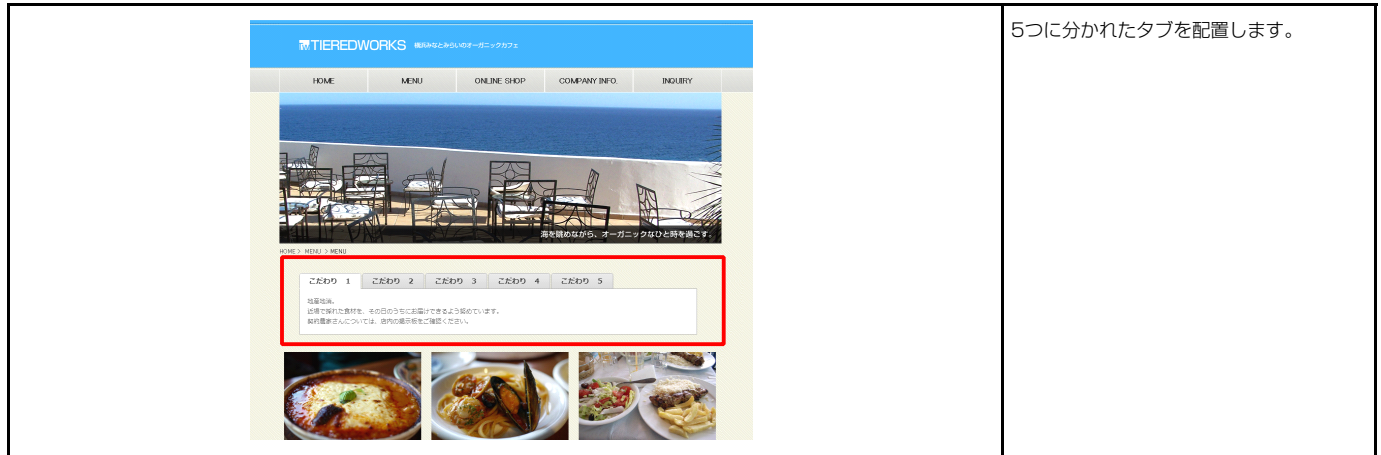 TIEREDWORKS 横浜みなとみらいのオーガニックカフェ
HOME MENU ONLINE SHOP COMPANY INFO. INQUIRY
海を眺めながら、オーガニックなひと時を過ごす。
HOME > MENU > MENU
こだわり 1 こだわり 2 こだわり 3 こだわり 4 こだわり 5
地産地消。
近場で採れた食材を、その日のうちにお届けできるよう努めています。
契約農家さんについては、店内の掲示板をご確認ください。
5つに分かれたタブを配置します。